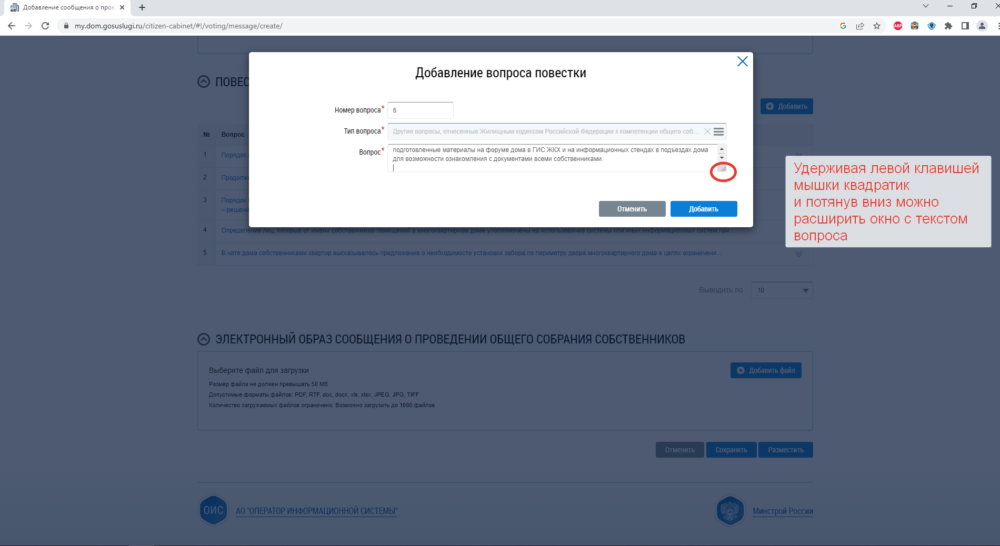 Добавление сообщения о пров
my.dom.gosuslugi.ru/citizen-cabinet/#!/voting/message/create/
G
ABP
Добавление вопроса повестки
ПОВЕС
Номер вопроса*
6
Добавить
Тип вопроса*
Другие вопросы, отнесенные Жилищным кодексом Российской Федерации к компетенции общего соб...
№ Вопрос
Вопрос*
подготовленные материалы на форуме дома в ГИС ЖКХ и на информационных стендах в подъездах дома
для возможности ознакомления с документами всеми собственниками.
1 Порядок
2 Продолж
3 Порядок
– решени
Отменить
Добавить
Удерживая левой клавишей
мышки квадратик
и потянув вниз можно
расширить окно с текстом
вопроса
4 Определение лиц, которые от имени собственников помещений в многоквартирном доме уполномочены на использование системы или иных информационных систем при...
5 В чате дома собственниками квартир высказывалось предложение о необходимости установки забора по периметру двора многоквартирного дома в целях ограничени...
Выводить по 10
ЭЛЕКТРОННЫЙ ОБРАЗ СООБЩЕНИЯ О ПРОВЕДЕНИИ ОБЩЕГО СОБРАНИЯ СОБСТВЕННИКОВ
Выберите файл для загрузки
Добавить файл
Размер файла не должен превышать 50 Мб
Допустимые форматы файлов: PDF, RTF, doc, docx, xls, xlsx, JPEG, JPG, TIFF
Количество загружаемых файлов ограничено. Возможно загрузить до 1000 файлов
Отменить
Сохранить
Разместить
ОИС
АО "ОПЕРАТОР ИНФОРМАЦИОННОЙ СИСТЕМЫ"
Минстрой России